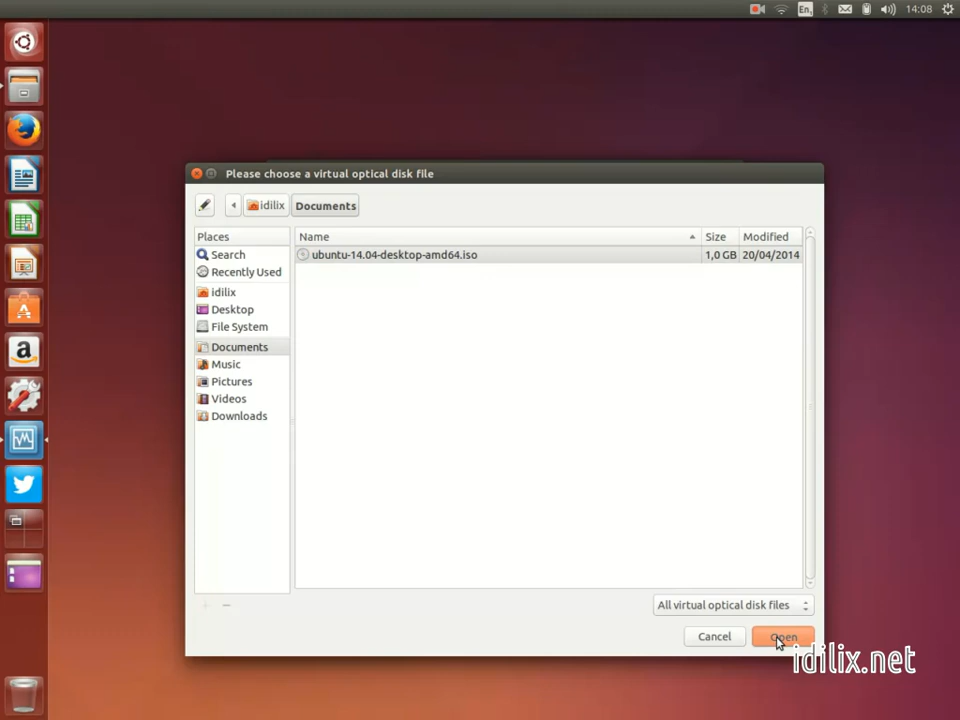 En
14:08
Please choose a virtual optical disk file
idilix
Documents
Places
Name
Size
Modified
Search
ubuntu-14.04-desktop-amd64.iso
1,0 GB
20/04/2014
Recently Used
idilix
Desktop
File System
Documents
Music
Pictures
Videos
Downloads
All virtual optical disk files
Cancel
Open
idilix.net